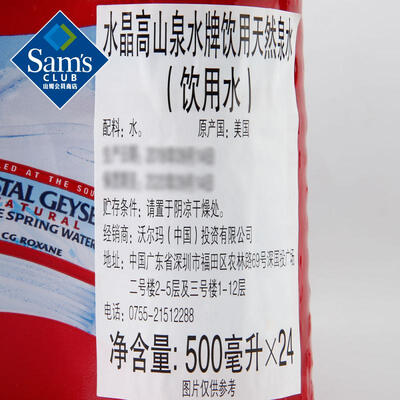 Sam's
CLUB
山姆会员商店
水晶高山泉水牌饮用天然泉水
（饮用水）
配料：水。 原产国：美国
贮存条件：请置于阴凉干燥处。
经销商：沃尔玛（中国）投资有限公司
地址：中国广东省深圳市福田区农林路69号深国投广场
二号楼2-5层及三号楼1-12层
电话：0755-21512288
净含量：500毫升×24
图片仅供参考
LED AT THE SOU
TAL GEYSE
NATURAL
E SPRING WATER
CG ROXANE